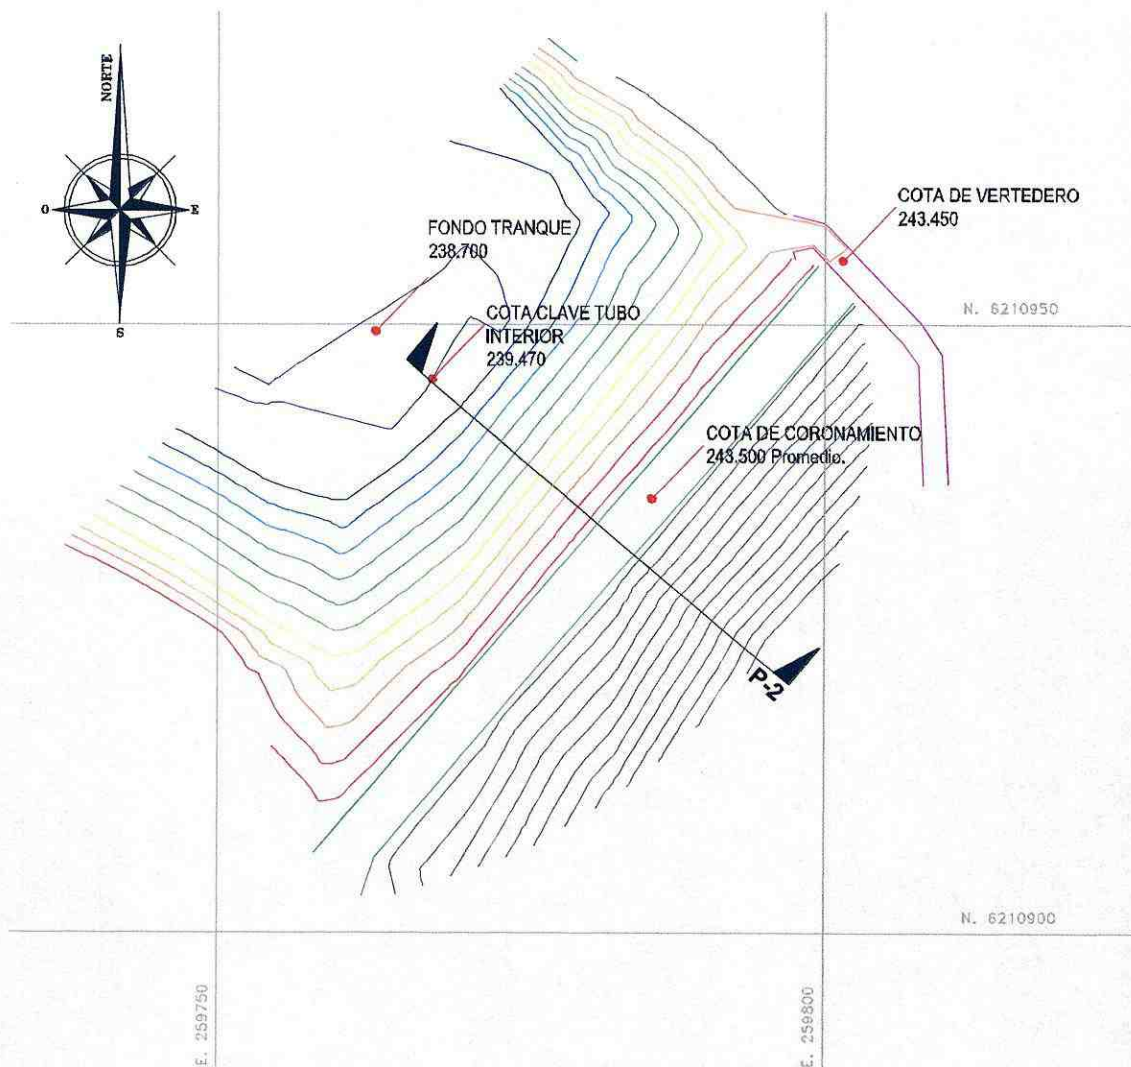 NORTE
O
E
S
FONDO TRANQUE
238.700
COTA CLAVE TUBO
INTERIOR
239.470
COTA DE VERTEDERO
243.450
N. 6210950
COTA DE CORONAMIENTO
243.500 Promedio.
P-2
N. 6210900
E. 259750
E. 259800